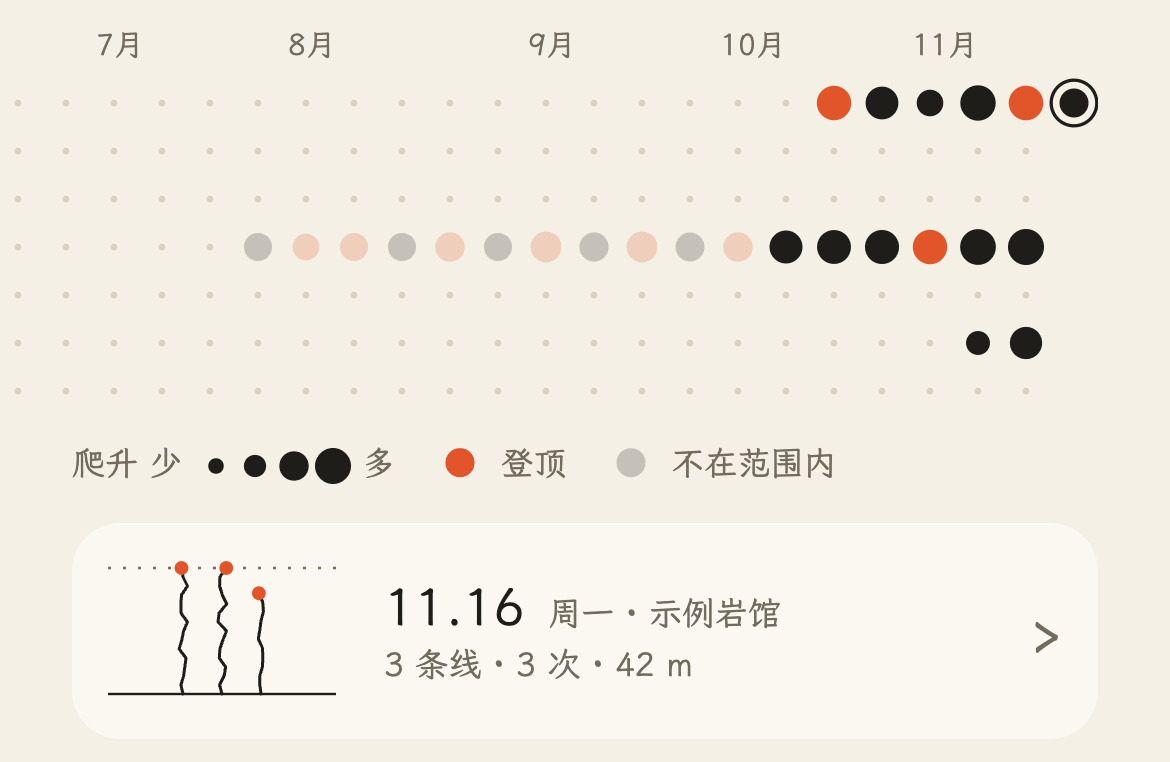 7月 8月 9月 10月 11月
爬升 少 多 登顶 不在范围内
11.16 周一·示例岩馆
3 条线·3 次·42 m